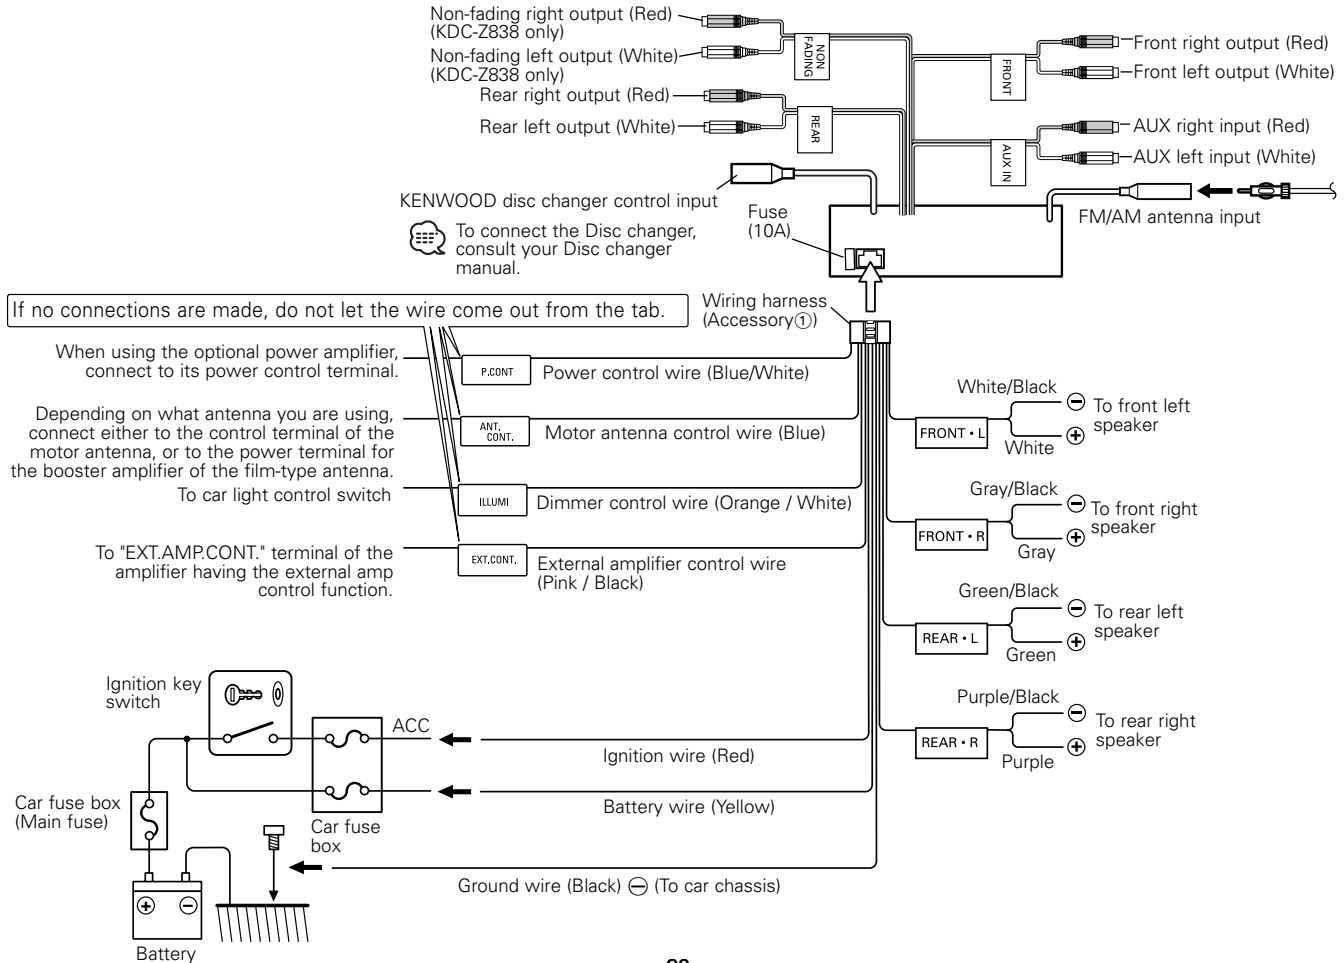 Non-fading right output (Red)
(KDC-Z838 only)
Non-fading left output (White)
(KDC-Z838 only)
Rear right output (Red)
Rear left output (White)
NON
FADING
REAR
FRONT
AUX IN
Front right output (Red)
Front left output (White)
AUX right input (Red)
AUX left input (White)
KENWOOD disc changer control input
To connect the Disc changer,
consult your Disc changer
manual.
Fuse
(10A)
FM/AM antenna input
If no connections are made, do not let the wire come out from the tab.
Wiring harness
(Accessory①)
When using the optional power amplifier,
connect to its power control terminal.
P.CONT
Power control wire (Blue/White)
Depending on what antenna you are using,
connect either to the control terminal of the
motor antenna, or to the power terminal for
the booster amplifier of the film-type antenna.
ANT.
CONT.
Motor antenna control wire (Blue)
To car light control switch
ILLUMI
Dimmer control wire (Orange / White)
To "EXT.AMP.CONT." terminal of the
amplifier having the external amp
control function.
EXT.CONT.
External amplifier control wire
(Pink / Black)
White/Black
FRONT • L
White
⊖ To front left
⊕ speaker
Gray/Black
FRONT • R
Gray
⊖ To front right
⊕ speaker
Green/Black
REAR • L
Green
⊖ To rear left
⊕ speaker
Purple/Black
REAR • R
Purple
⊖ To rear right
⊕ speaker
Ignition key
switch
ACC
Ignition wire (Red)
Battery wire (Yellow)
Car fuse box
(Main fuse)
Car fuse
box
Ground wire (Black) ⊖ (To car chassis)
⊕ ⊖
Battery